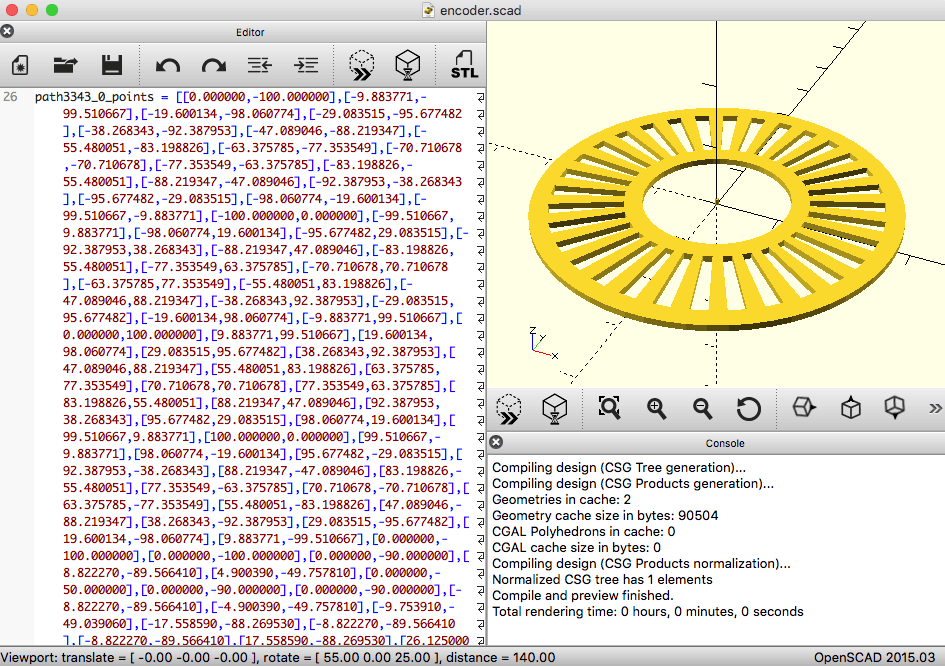 encoder.scad
Editor
STL
26 path3343_0_points = [[0.000000,-100.000000],[-9.883771,-
99.510667],[-19.600134,-98.060774],[-29.083515,-95.677482
],[-38.268343,-92.387953],[-47.089046,-88.219347],[-
55.480051,-83.198826],[-63.375785,-77.353549],[-70.710678
,-70.710678],[-77.353549,-63.375785],[-83.198826,-
55.480051],[-88.219347,-47.089046],[-92.387953,-38.268343
],[-95.677482,-29.083515],[-98.060774,-19.600134],[-
99.510667,-9.883771],[-100.000000,0.000000],[-99.510667,
9.883771],[-98.060774,19.600134],[-95.677482,29.083515],[-
92.387953,38.268343],[-88.219347,47.089046],[-83.198826,
55.480051],[-77.353549,63.375785],[-70.710678,70.710678
],[-63.375785,77.353549],[-55.480051,83.198826],[-
47.089046,88.219347],[-38.268343,92.387953],[-29.083515,
95.677482],[-19.600134,98.060774],[-9.883771,99.510667],[
0.000000,100.000000],[9.883771,99.510667],[19.600134,
98.060774],[29.083515,95.677482],[38.268343,92.387953],[
47.089046,88.219347],[55.480051,83.198826],[63.375785,
77.353549],[70.710678,70.710678],[77.353549,63.375785],[
83.198826,55.480051],[88.219347,47.089046],[92.387953,
38.268343],[95.677482,29.083515],[98.060774,19.600134],[
99.510667,9.883771],[100.000000,0.000000],[99.510667,-
9.883771],[98.060774,-19.600134],[95.677482,-29.083515],[
92.387953,-38.268343],[88.219347,-47.089046],[83.198826,-
55.480051],[77.353549,-63.375785],[70.710678,-70.710678],[
63.375785,-77.353549],[55.480051,-83.198826],[47.089046,-
88.219347],[38.268343,-92.387953],[29.083515,-95.677482],[
19.600134,-98.060774],[9.883771,-99.510667],[0.000000,-
100.000000],[0.000000,-100.000000],[0.000000,-90.000000],[
8.822270,-89.566410],[4.900390,-49.757810],[0.000000,-
50.000000],[0.000000,-90.000000],[0.000000,-90.000000],[-
8.822270,-89.566410],[-4.900390,-49.757810],[-9.753910,-
49.039060],[-17.558590,-88.269530],[-8.822270,-89.566410
],[-8.822270,-89.566410],[17.558590,-88.269530],[26.125000
Z
Y
X
Console
Compiling design (CSG Tree generation)...
Compiling design (CSG Products generation)...
Geometries in cache: 2
Geometry cache size in bytes: 90504
CGAL Polyhedrons in cache: 0
CGAL cache size in bytes: 0
Compiling design (CSG Products normalization)...
Normalized CSG tree has 1 elements
Compile and preview finished.
Total rendering time: 0 hours, 0 minutes, 0 seconds
Viewport: translate = [ -0.00 -0.00 -0.00 ], rotate = [ 55.00 0.00 25.00 ], distance = 140.00
OpenSCAD 2015.03